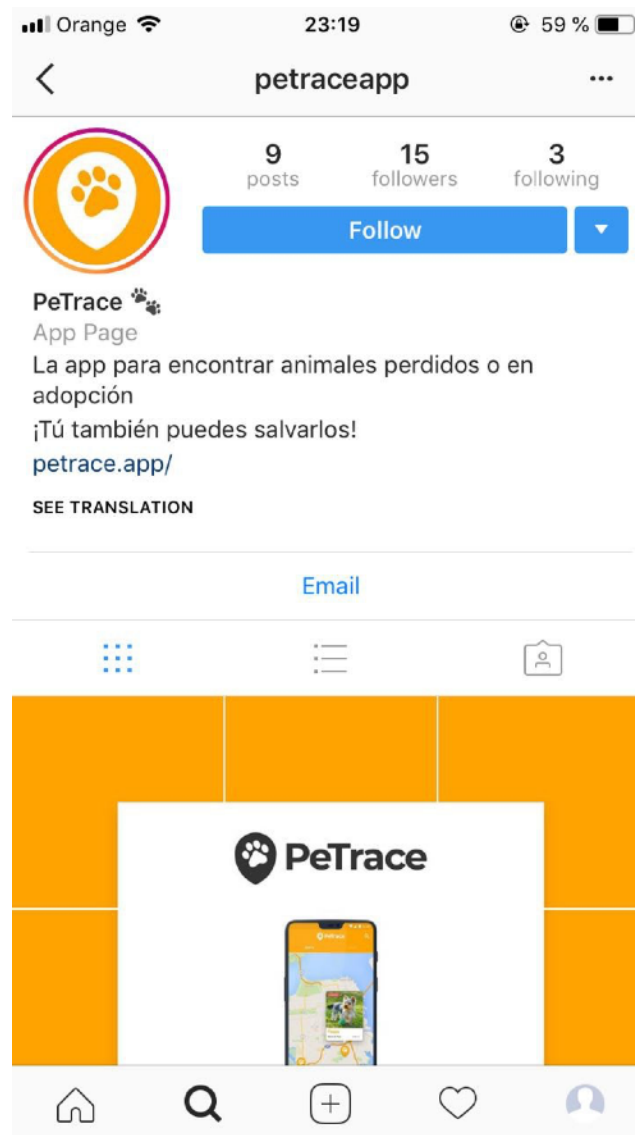 Orange 23:19 59 %
petraceapp
9 15 3
posts followers following
Follow
PeTrace
App Page
La app para encontrar animales perdidos o en
adopción
¡Tú también puedes salvarlos!
petrace.app/
SEE TRANSLATION
Email
PeTrace